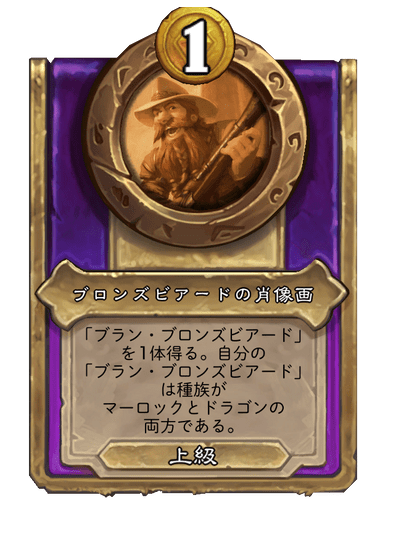 1
ブロンズビアードの肖像画
「ブラン・ブロンズビアード」
を1体得る。自分の
「ブラン・ブロンズビアード」
は種族が
マーロックとドラゴンの
両方である。
上級